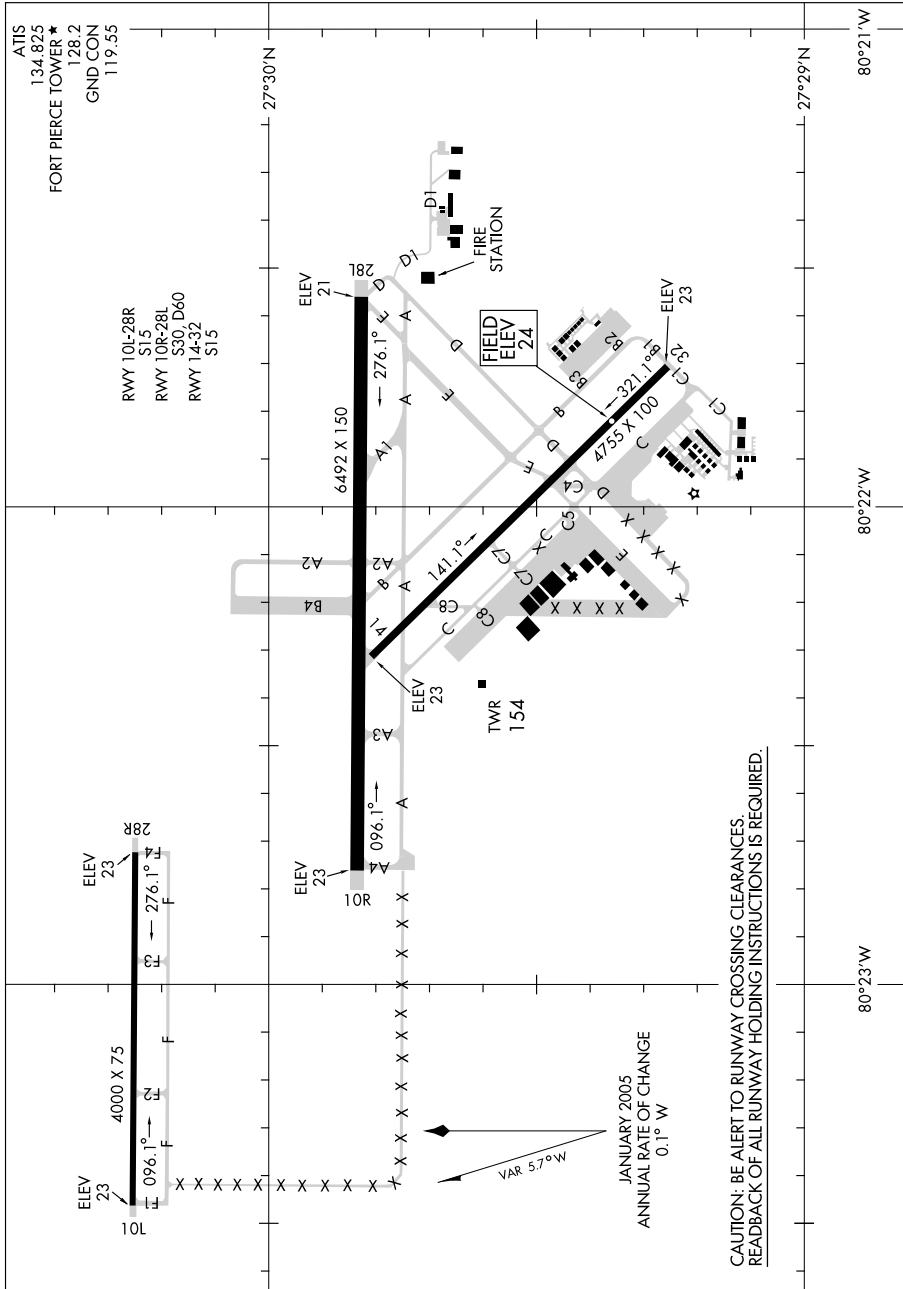 ATIS
134.825
FORT PIERCE TOWER★
128.2
GND CON
119.55
RWY 10L-28R
S15
RWY 10R-28L
S30, D60
RWY 14-32
S15
27°30'N
27°29'N
80°21'W
80°22'W
80°23'W
ELEV
23
10L
4000 X 75
096.1°
276.1°
ELEV
23
28R
F1
F2
F3
F4
F
F
F
ELEV
23
10R
6492 X 150
096.1°
276.1°
ELEV
21
28L
A4
A3
A
A
A
A
A1
A2
A2
B4
B
B
B3
B2
B1
D
D
D
D
D1
D1
E
E
E
E
FIRE
STATION
FIELD
ELEV
24
ELEV
23
14
141.1°
321.1°
4755 X 100
32
ELEV
23
C
C
C
C1
C1
C4
C5
C7
C7
C8
C8
TWR
154
X X X X X
X X X X
X
X X X X X X X X X
X X X X X X X X X X
VAR 5.7°W
JANUARY 2005
ANNUAL RATE OF CHANGE
0.1° W
CAUTION: BE ALERT TO RUNWAY CROSSING CLEARANCES.
READBACK OF ALL RUNWAY HOLDING INSTRUCTIONS IS REQUIRED.